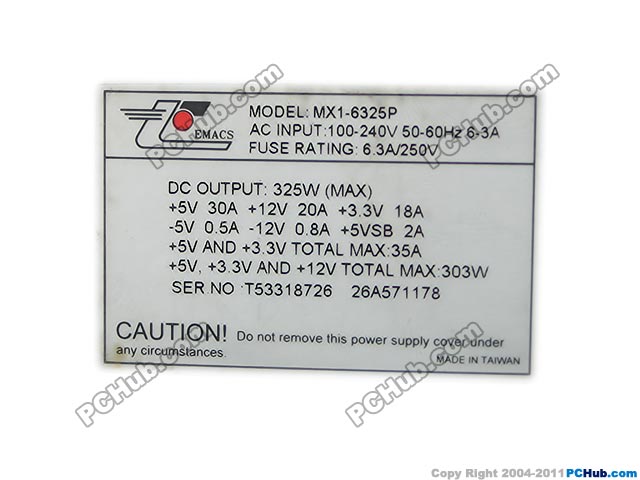 EMACS
MODEL: MX1-6325P
AC INPUT:100-240V 50-60Hz 6-3A
FUSE RATING: 6.3A/250V
DC OUTPUT: 325W (MAX)
+5V 30A +12V 20A +3.3V 18A
-5V 0.5A -12V 0.8A +5VSB 2A
+5V AND +3.3V TOTAL MAX:35A
+5V, +3.3V AND +12V TOTAL MAX:303W
SER NO :T53318726 26A571178
CAUTION! Do not remove this power supply cover under
any circumstances.
MADE IN TAIWAN
PCHub.com
PCHub.com
PCHub.com
PCHub.com
Copy Right 2004-2011 PCHub.com